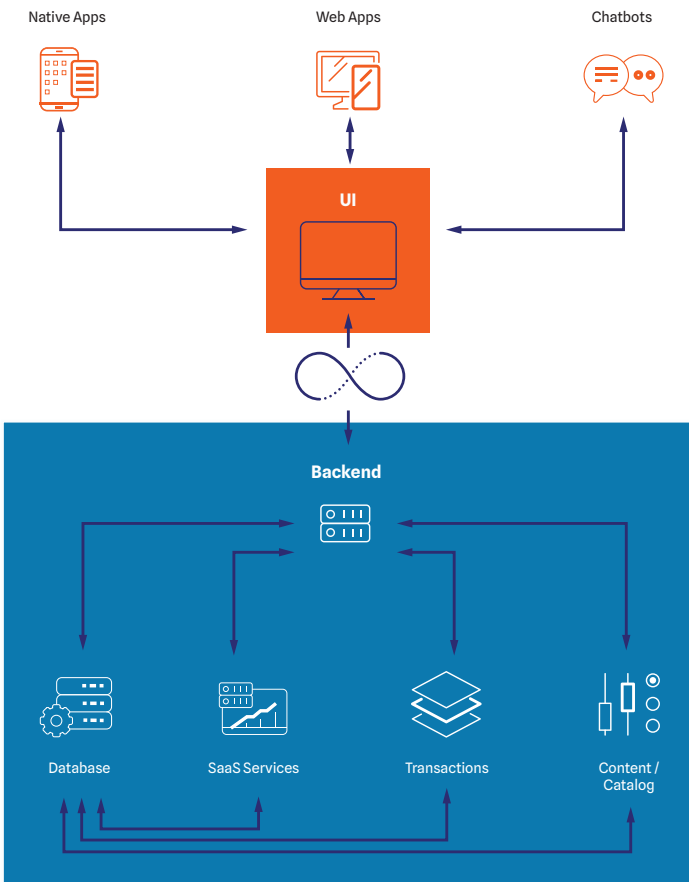 Native Apps
Web Apps
Chatbots
UI
Backend
Database
SaaS Services
Transactions
Content /
Catalog